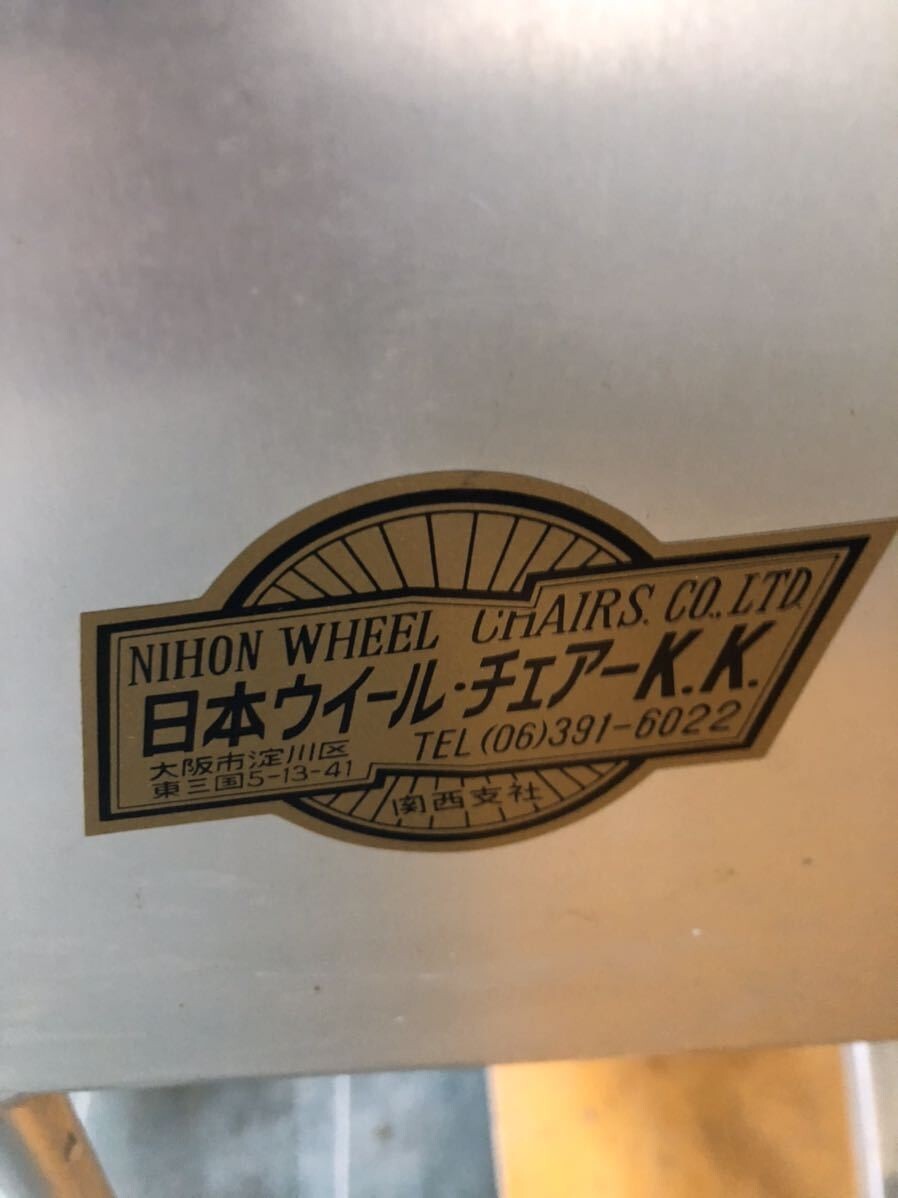 NIHON WHEEL CHAIRS. CO., LTD.
日本ウイール・チェアーK.K.
大阪市淀川区
東三国5-13-41
TEL (06)391-6022
関西支社